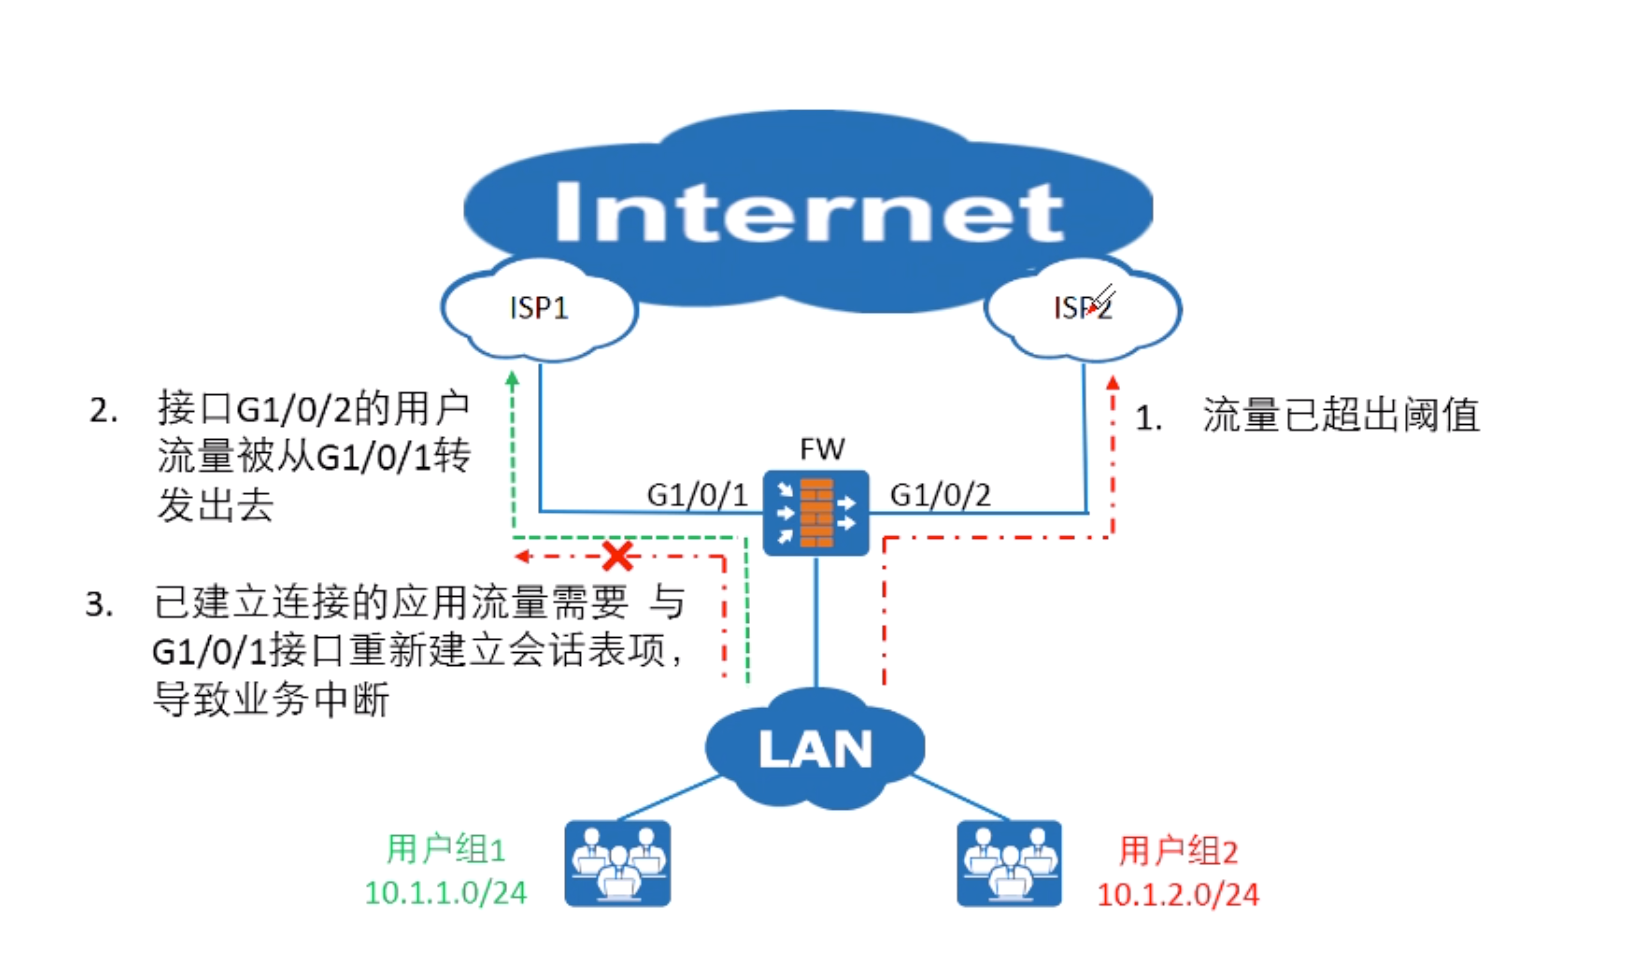 Internet
ISP1
ISP2
2. 接口G1/0/2的用户
流量被从G1/0/1转
发出去
1. 流量已超出阈值
FW
G1/0/1
G1/0/2
3. 已建立连接的应用流量需要 与
G1/0/1接口重新建立会话表项，
导致业务中断
LAN
用户组1
10.1.1.0/24
用户组2
10.1.2.0/24